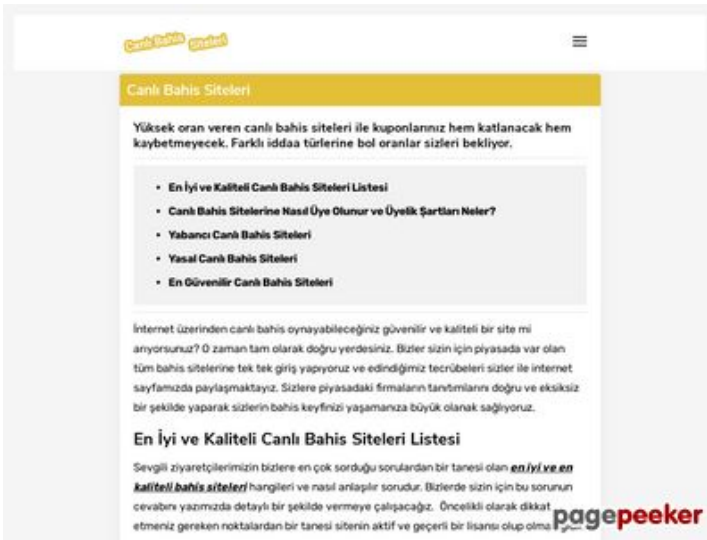 Canlı Bahis Siteleri
Canlı Bahis Siteleri
Yüksek oran veren canlı bahis siteleri ile kuponlarınız hem katlanacak hem
kaybetmeyecek. Farklı iddaa türlerine bol oranlar sizleri bekliyor.
• En İyi ve Kaliteli Canlı Bahis Siteleri Listesi
• Canlı Bahis Sitelerine Nasıl Üye Olunur ve Üyelik Şartları Neler?
• Yabancı Canlı Bahis Siteleri
• Yasal Canlı Bahis Siteleri
• En Güvenilir Canlı Bahis Siteleri
İnternet üzerinden canlı bahis oynayabileceğiniz güvenilir ve kaliteli bir site mi
arıyorsunuz? O zaman tam olarak doğru yerdesiniz. Bizler sizin için piyasada var olan
tüm bahis sitelerine tek tek giriş yapıyoruz ve edindiğimiz tecrübeleri sizler ile internet
sayfamızda paylaşmaktayız. Sizlere piyasadaki firmaların tanıtımlarını doğru ve eksiksiz
bir şekilde yaparak sizlerin bahis keyfinizi yaşamanıza büyük olanak sağlıyoruz.
En İyi ve Kaliteli Canlı Bahis Siteleri Listesi
Sevgili ziyaretçilerimizin bizlere en çok sorduğu sorulardan bir tanesi olan en iyi ve en
kaliteli bahis siteleri hangileri ve nasıl anlaşılır sorudur. Bizlerde sizin için bu sorunun
cevabını yazımızda detaylı bir şekilde vermeye çalışacağız. Öncelikli olarak dikkat
etmeniz gereken noktalardan bir tanesi sitenin aktif ve geçerli bir lisansı olup
pagepeeker